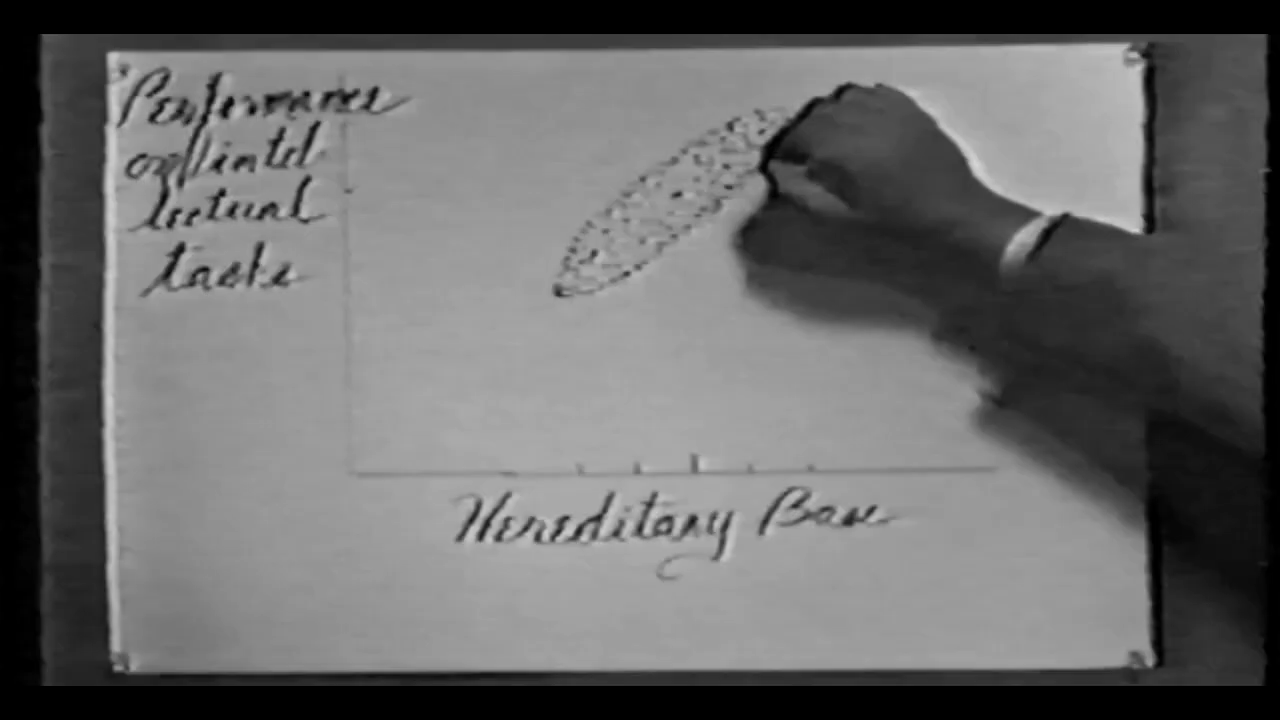 Performance
on intel
lectual
tasks
Hereditary Base